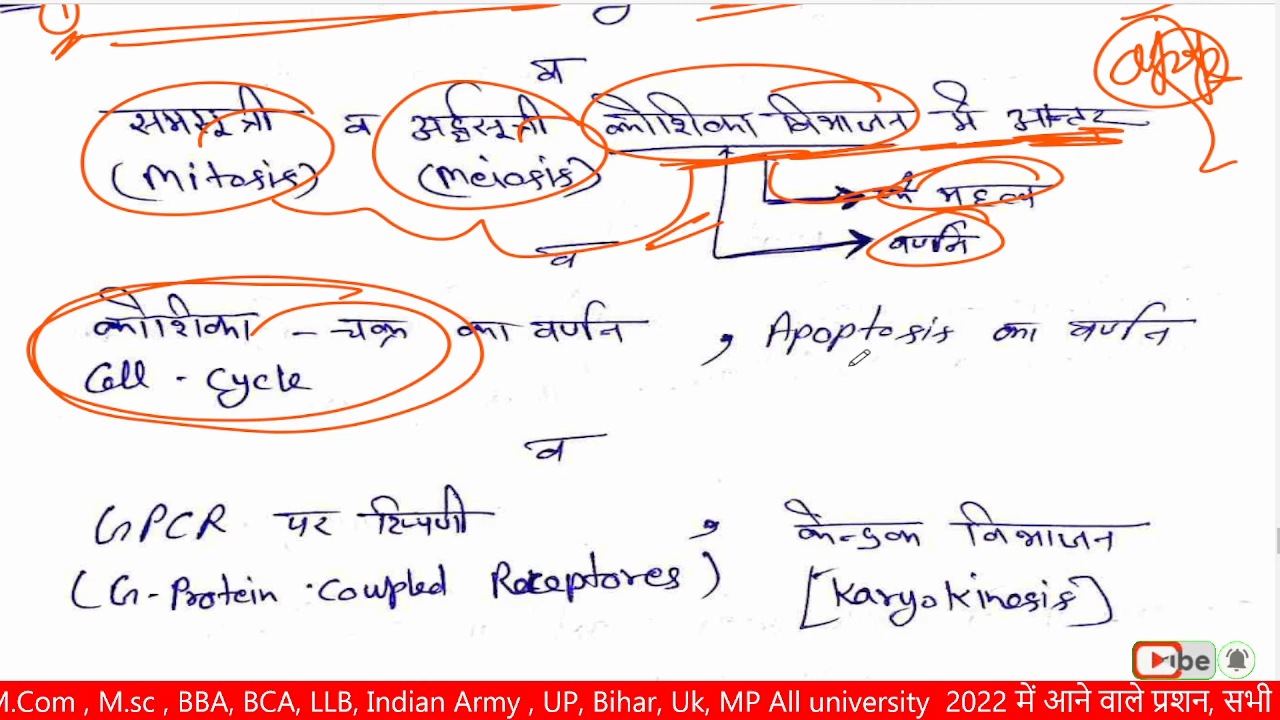 व
app
समसूत्री व अर्द्धसूत्री कोशिका विभाजन में अन्तर
(Mitosis) (Meiosis)
महत्व
वर्णन
व
कोशिका - चक्र का वर्णन , Apoptosis का वर्णन
Cell - Cycle
व
GPCR पर टिप्पणी , केन्द्रक विभाजन
(G-Protein -Coupled Receptores) [Karyokinesis]
ibe
M.Com , M.sc , BBA, BCA, LLB, Indian Army , UP, Bihar, Uk, MP All university 2022 में आने वाले प्रशन, सभी